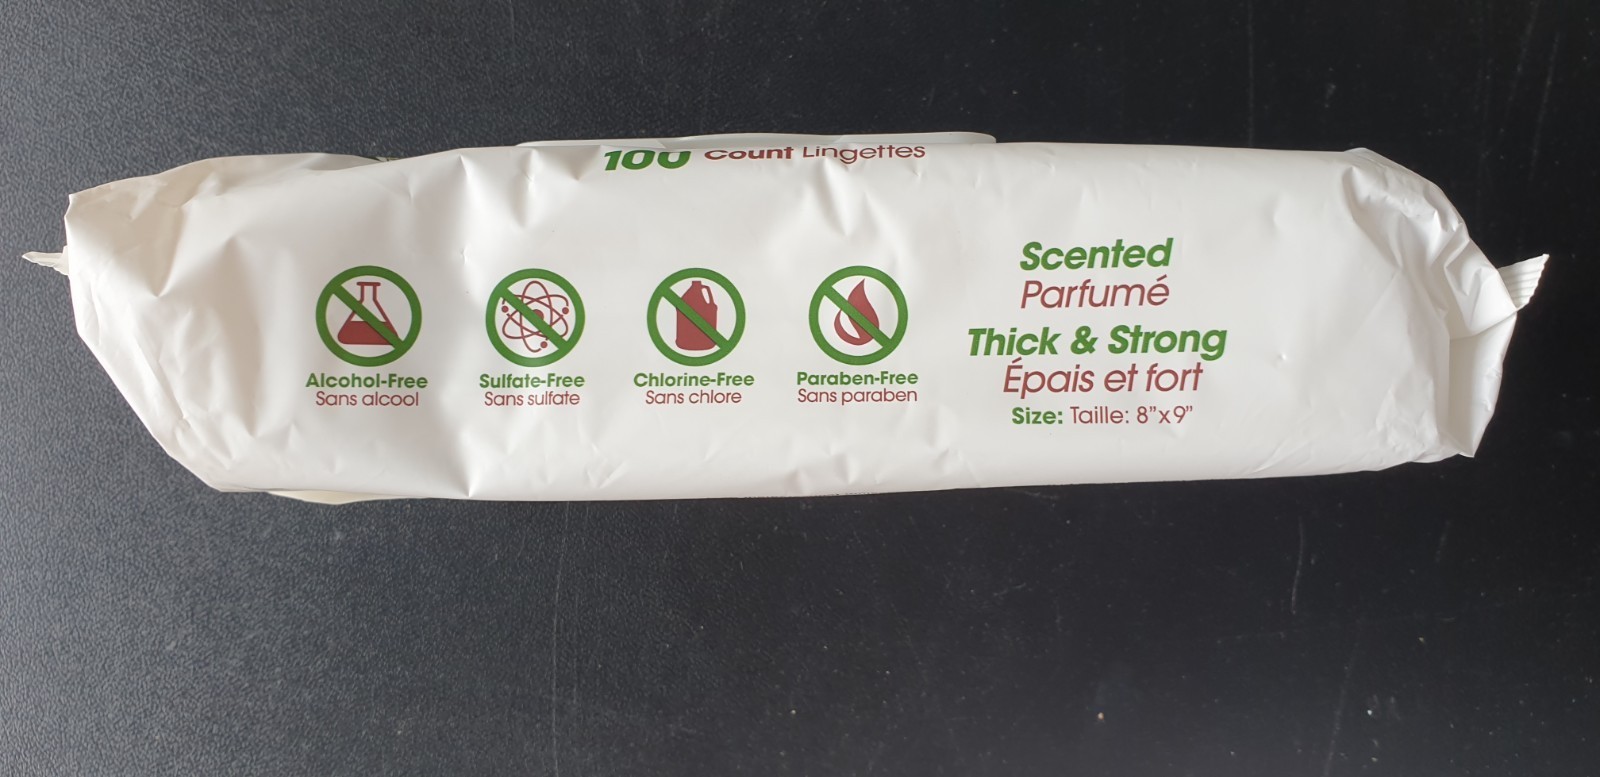 100 Count Lingettes
Alcohol-Free
Sans alcool
Sulfate-Free
Sans sulfate
Chlorine-Free
Sans chlore
Paraben-Free
Sans paraben
Scented
Parfumé
Thick & Strong
Épais et fort
Size: Taille: 8”x9”